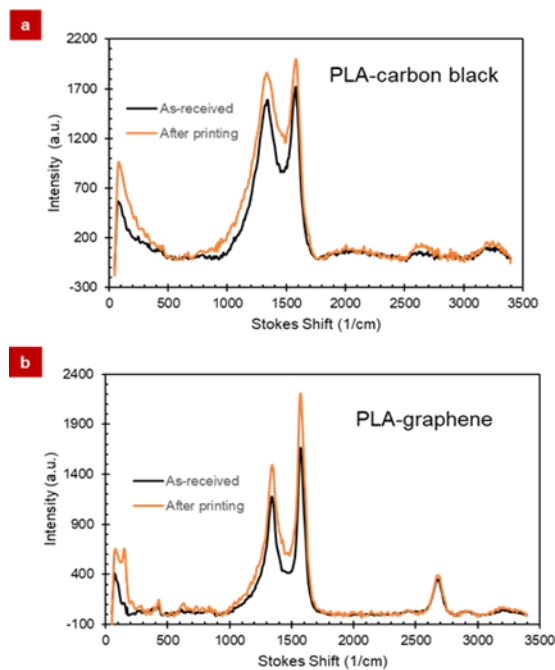 a
PLA-carbon black
As-received
After printing
Intensity (a.u.)
2200
1700
1200
700
200
-300
0 500 1000 1500 2000 2500 3000 3500
Stokes Shift (1/cm)
b
PLA-graphene
As-received
After printing
Intensity (a.u.)
2400
1900
1400
900
400
-100
0 500 1000 1500 2000 2500 3000 3500
Stokes Shift (1/cm)